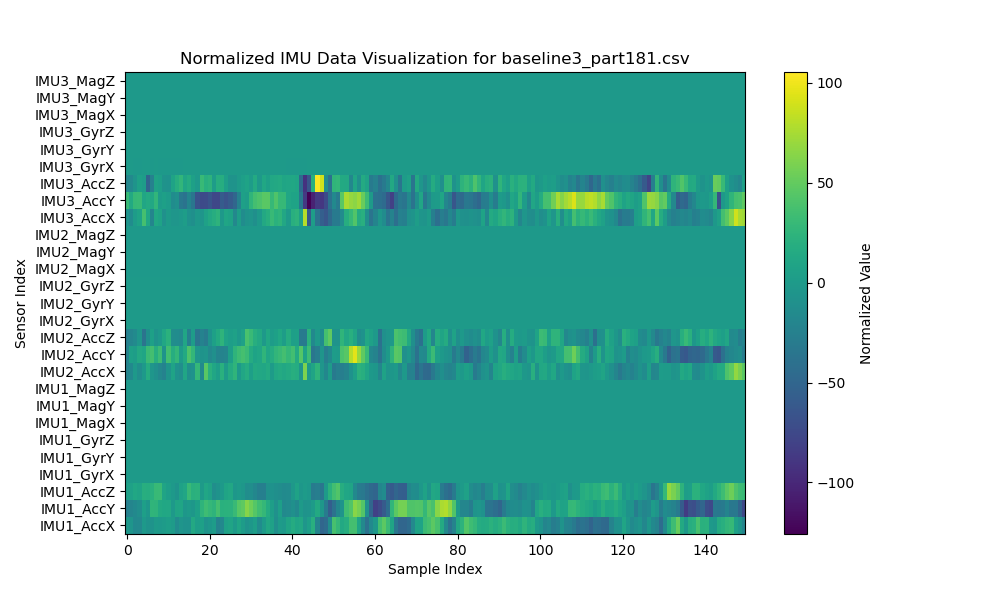 Normalized IMU Data Visualization for baseline3_part181.csv
IMU3_MagZ
IMU3_MagY
IMU3_MagX
IMU3_GyrZ
IMU3_GyrY
IMU3_GyrX
IMU3_AccZ
IMU3_AccY
IMU3_AccX
IMU2_MagZ
IMU2_MagY
IMU2_MagX
IMU2_GyrZ
IMU2_GyrY
IMU2_GyrX
IMU2_AccZ
IMU2_AccY
IMU2_AccX
IMU1_MagZ
IMU1_MagY
IMU1_MagX
IMU1_GyrZ
IMU1_GyrY
IMU1_GyrX
IMU1_AccZ
IMU1_AccY
IMU1_AccX
Sensor Index
0 20 40 60 80 100 120 140
Sample Index
100
50
0
−50
−100
Normalized Value